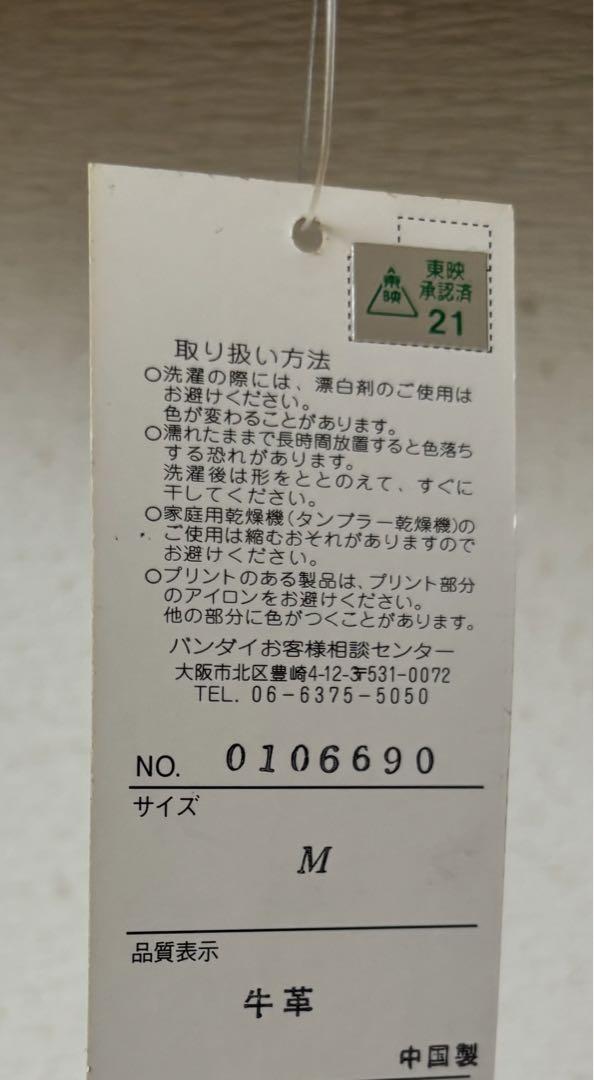 東映
東映
承認済
21
取り扱い方法
○洗濯の際には、漂白剤のご使用は
お避けください。
色が変わることがあります。
○濡れたままで長時間放置すると色落ち
する恐れがあります。
洗濯後は形をととのえて、すぐに
干してください。
○家庭用乾燥機(タンブラー乾燥機)の
ご使用は縮むおそれがありますので
お避けください。
○プリントのある製品は、プリント部分
のアイロンをお避けください。
他の部分に色がつくことがあります。
バンダイお客様相談センター
大阪市北区豊崎4-12-3〒531-0072
TEL. 06-6375-5050
NO. 0106690
サイズ
M
品質表示
牛革
中国製